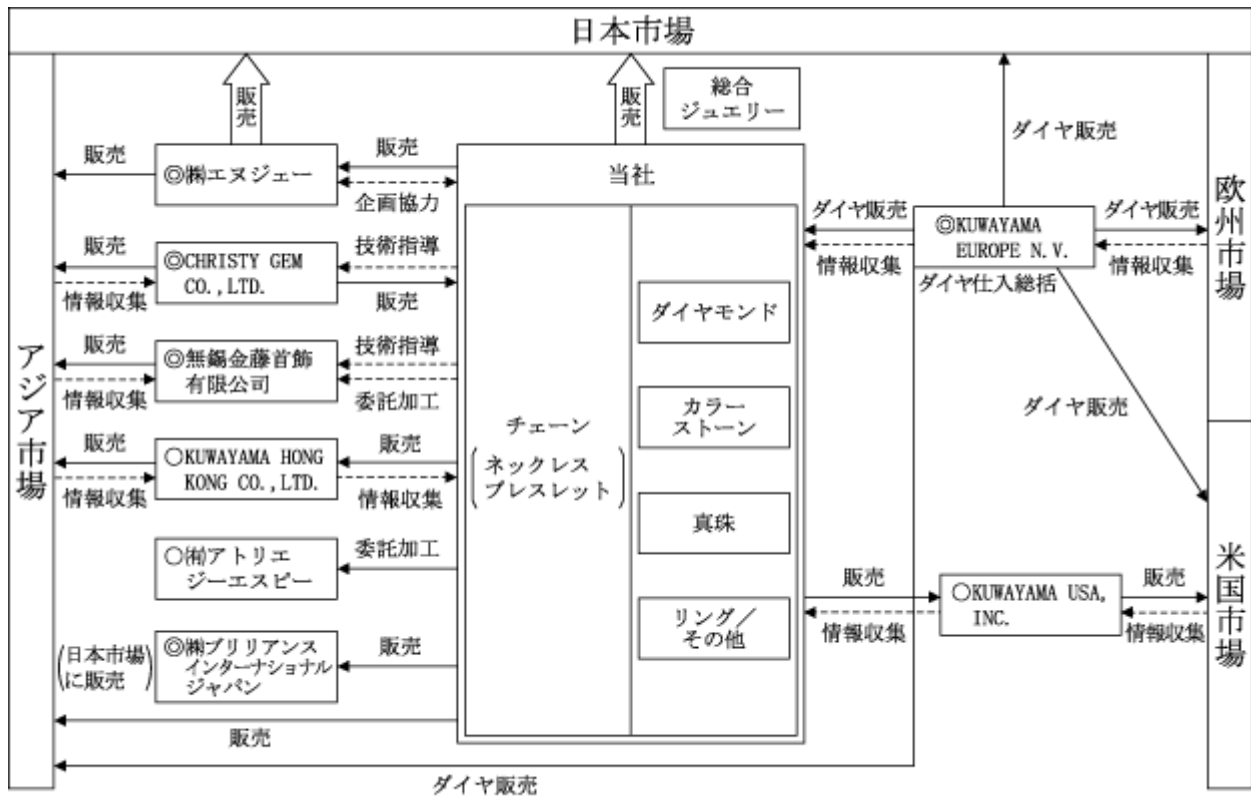 日本市場
販売
販売
総合
ジュエリー
ダイヤ販売
アジア市場
欧州市場
米国市場
販売
◎㈱エヌジェー
販売
企画協力
当社
販売
情報収集
◎CHRISTY GEM
CO.,LTD.
技術指導
販売
販売
情報収集
◎無錫金藤首飾
有限公司
技術指導
委託加工
販売
情報収集
○KUWAYAMA HONG
KONG CO.,LTD.
販売
情報収集
○㈲アトリエ
ジーエスピー
委託加工
(日本市場
に販売)
◎㈱ブリリアンス
インターナショナル
ジャパン
販売
販売
ダイヤ販売
チェーン
(ネックレス
ブレスレット)
ダイヤモンド
カラー
ストーン
真珠
リング／
その他
ダイヤ販売
情報収集
◎KUWAYAMA
EUROPE N.V.
ダイヤ仕入総括
ダイヤ販売
情報収集
ダイヤ販売
販売
情報収集
○KUWAYAMA USA,
INC.
販売
情報収集